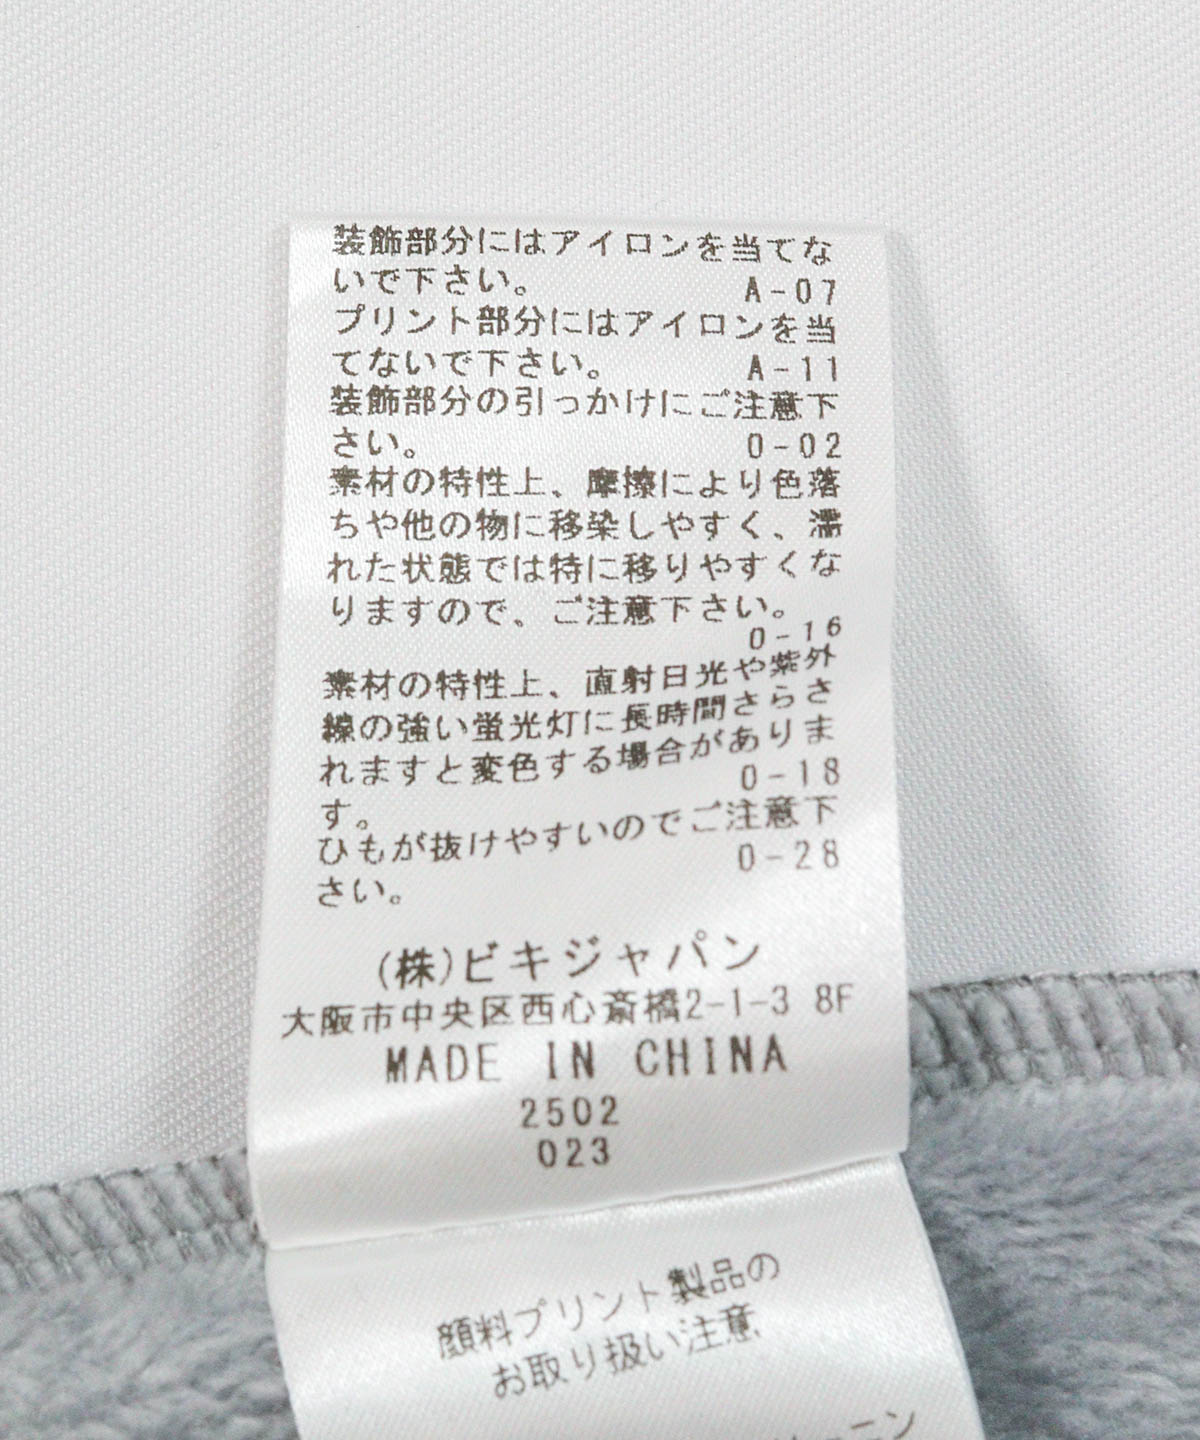 装飾部分にはアイロンを当てな
いで下さい。 A-07
プリント部分にはアイロンを当
てないで下さい。 A-11
装飾部分の引っかけにご注意下
さい。 0-02
素材の特性上、摩擦により色落
ちや他の物に移染しやすく、濡
れた状態では特に移りやすくな
りますので、ご注意下さい。
0-16
素材の特性上、直射日光や紫外
線の強い蛍光灯に長時間さらさ
れますと変色する場合がありま
す。 0-18
ひもが抜けやすいのでご注意下
さい。 0-28
(株)ビキジャパン
大阪市中央区西心斎橋2-1-3 8F
MADE IN CHINA
2502
023
顔料プリント製品の
お取り扱い注意